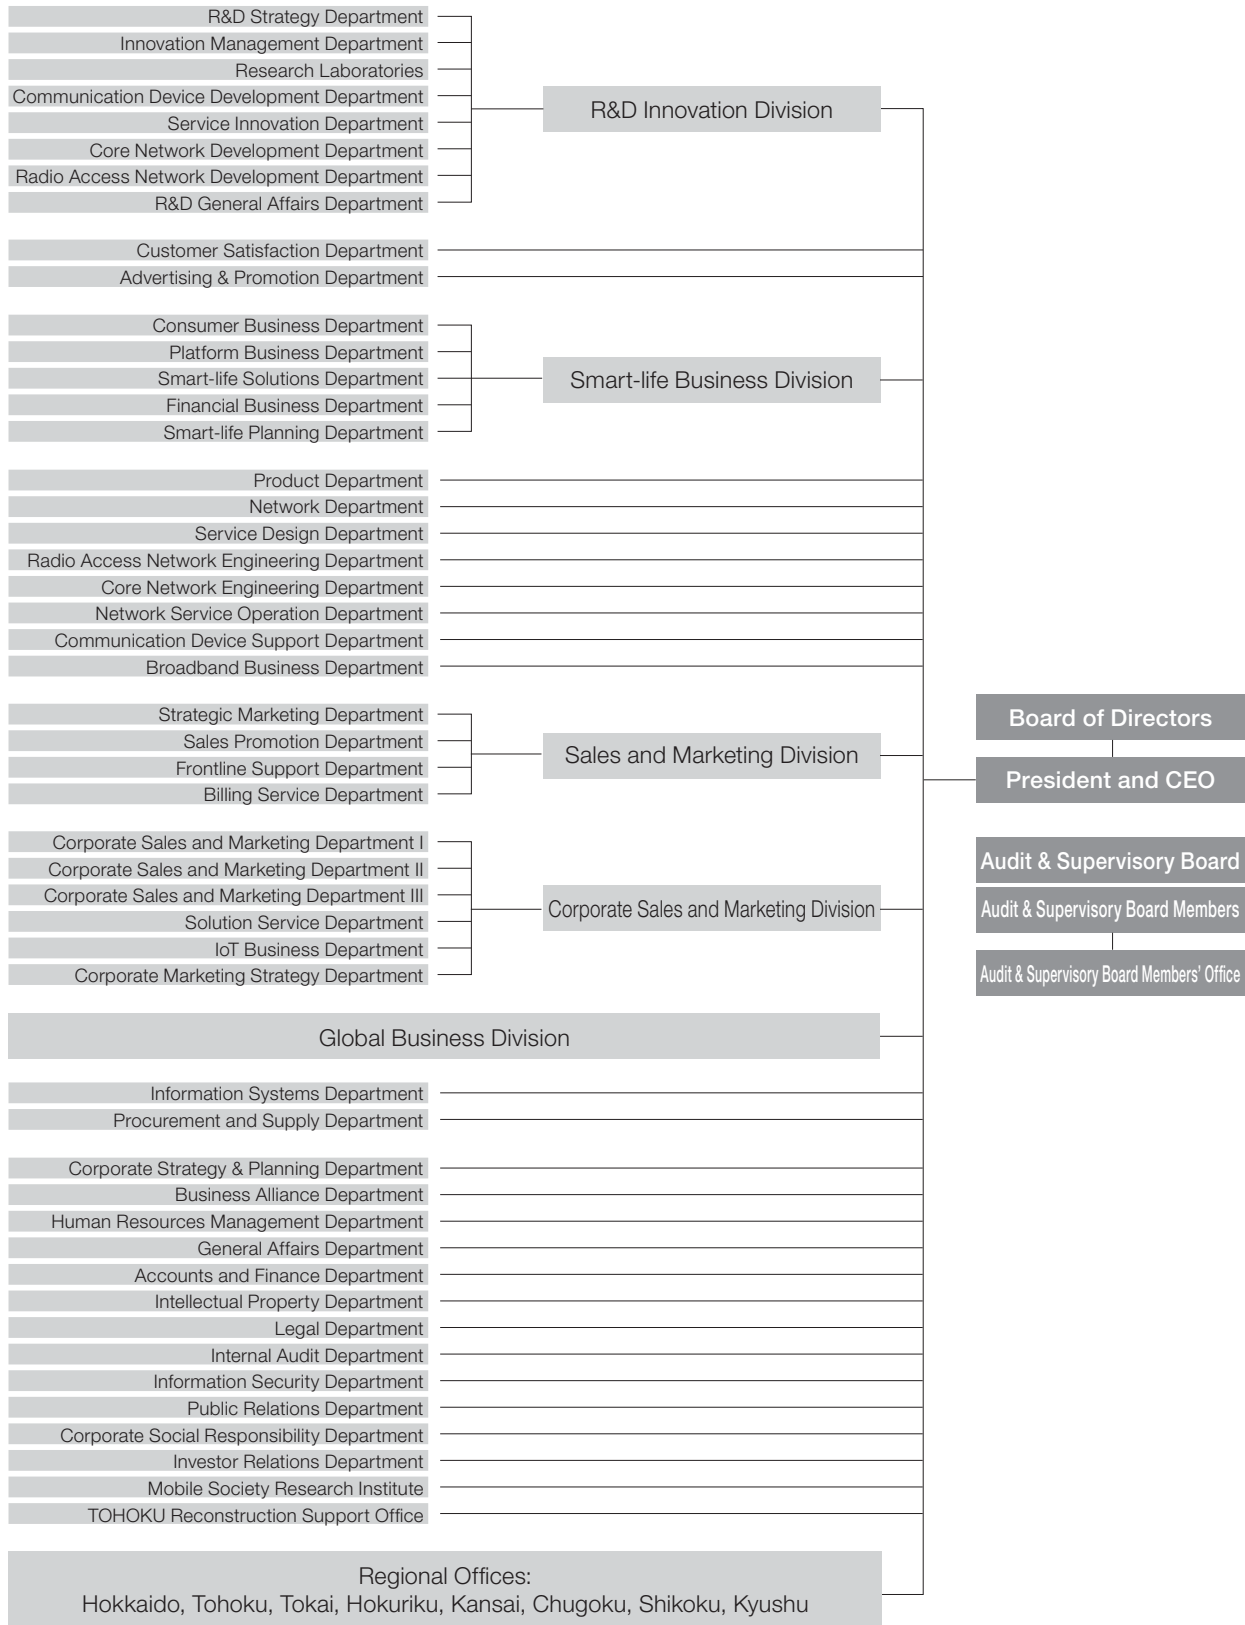 R&D Strategy Department
Innovation Management Department
Research Laboratories
Communication Device Development Department
Service Innovation Department
Core Network Development Department
Radio Access Network Development Department
R&D General Affairs Department
R&D Innovation Division
Customer Satisfaction Department
Advertising & Promotion Department
Consumer Business Department
Platform Business Department
Smart-life Solutions Department
Financial Business Department
Smart-life Planning Department
Smart-life Business Division
Product Department
Network Department
Service Design Department
Radio Access Network Engineering Department
Core Network Engineering Department
Network Service Operation Department
Communication Device Support Department
Broadband Business Department
Strategic Marketing Department
Sales Promotion Department
Frontline Support Department
Billing Service Department
Sales and Marketing Division
Corporate Sales and Marketing Department I
Corporate Sales and Marketing Department II
Corporate Sales and Marketing Department III
Solution Service Department
IoT Business Department
Corporate Marketing Strategy Department
Corporate Sales and Marketing Division
Global Business Division
Information Systems Department
Procurement and Supply Department
Corporate Strategy & Planning Department
Business Alliance Department
Human Resources Management Department
General Affairs Department
Accounts and Finance Department
Intellectual Property Department
Legal Department
Internal Audit Department
Information Security Department
Public Relations Department
Corporate Social Responsibility Department
Investor Relations Department
Mobile Society Research Institute
TOHOKU Reconstruction Support Office
Regional Offices:
Hokkaido, Tohoku, Tokai, Hokuriku, Kansai, Chugoku, Shikoku, Kyushu
Board of Directors
President and CEO
Audit & Supervisory Board
Audit & Supervisory Board Members
Audit & Supervisory Board Members' Office